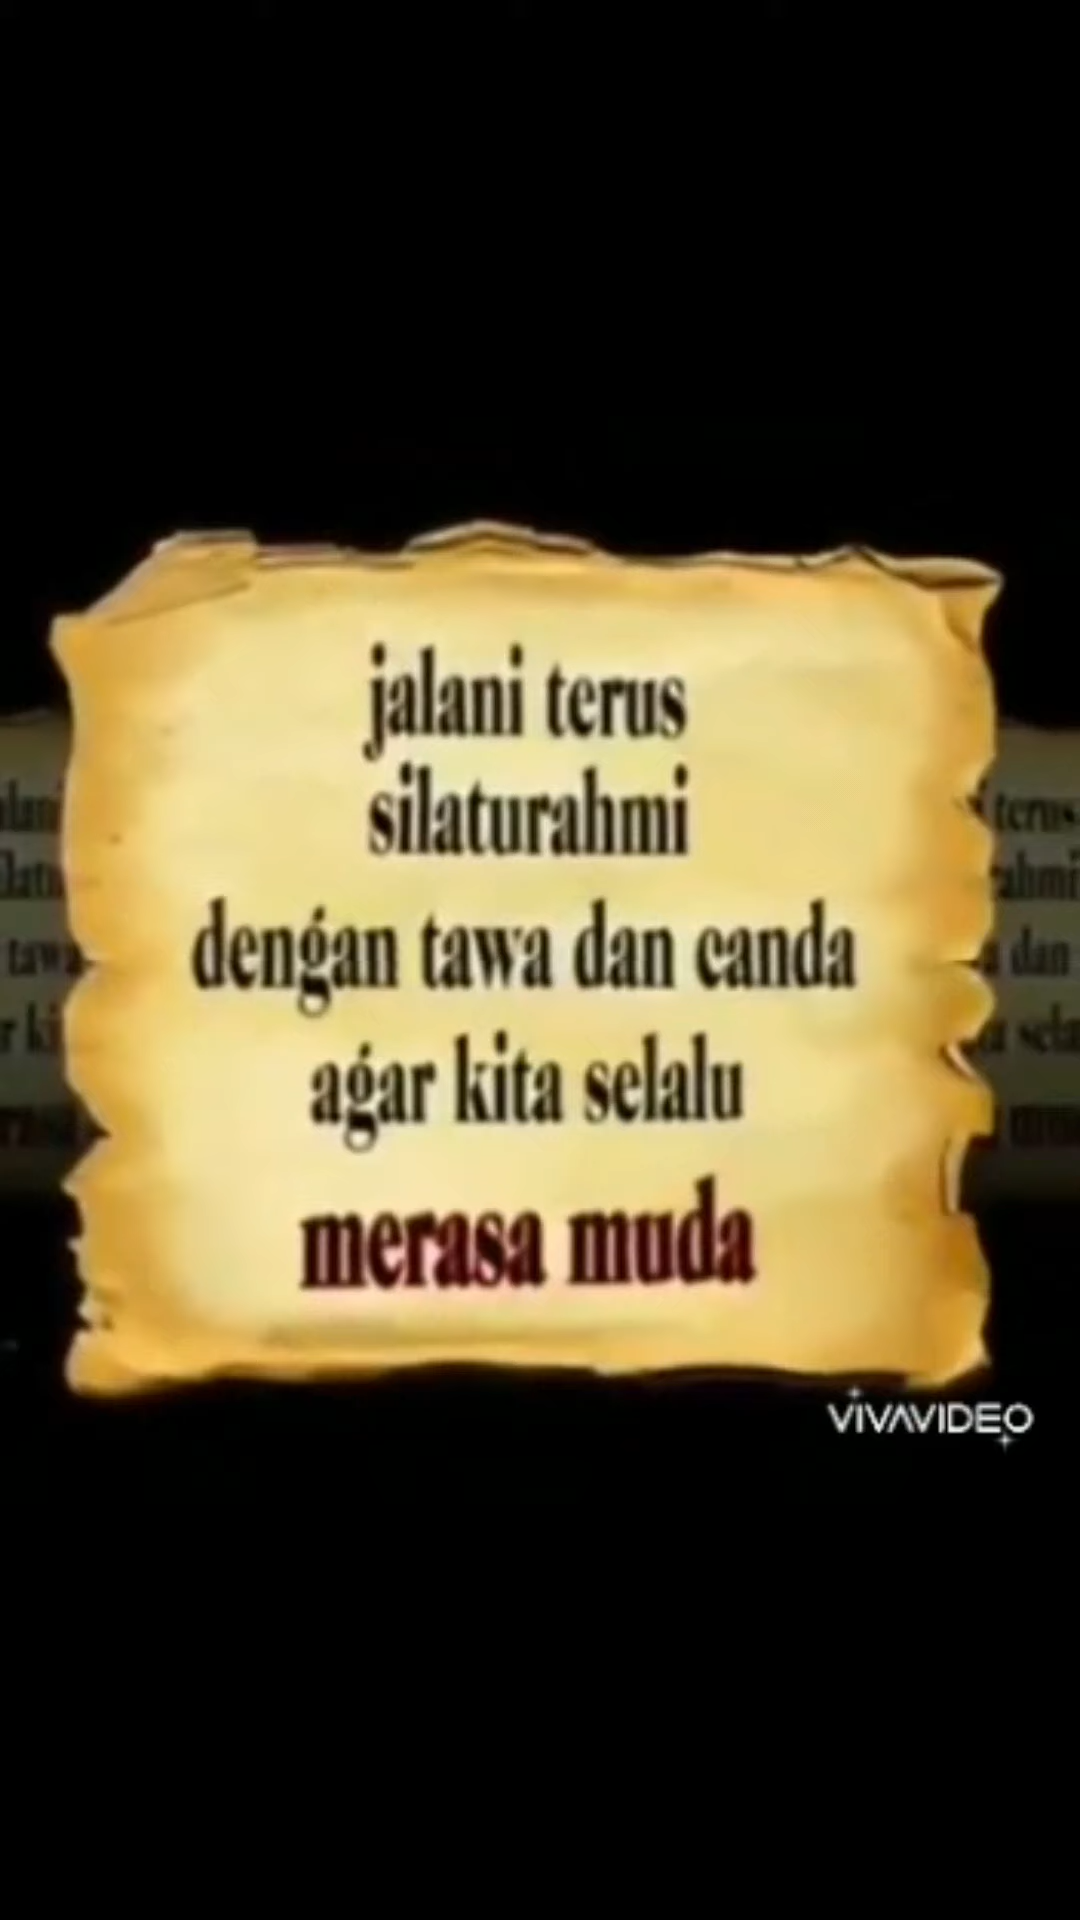 jalani terus
silaturahmi
dengan tawa dan canda
agar kita selalu
merasa muda
VIVAVIDEO